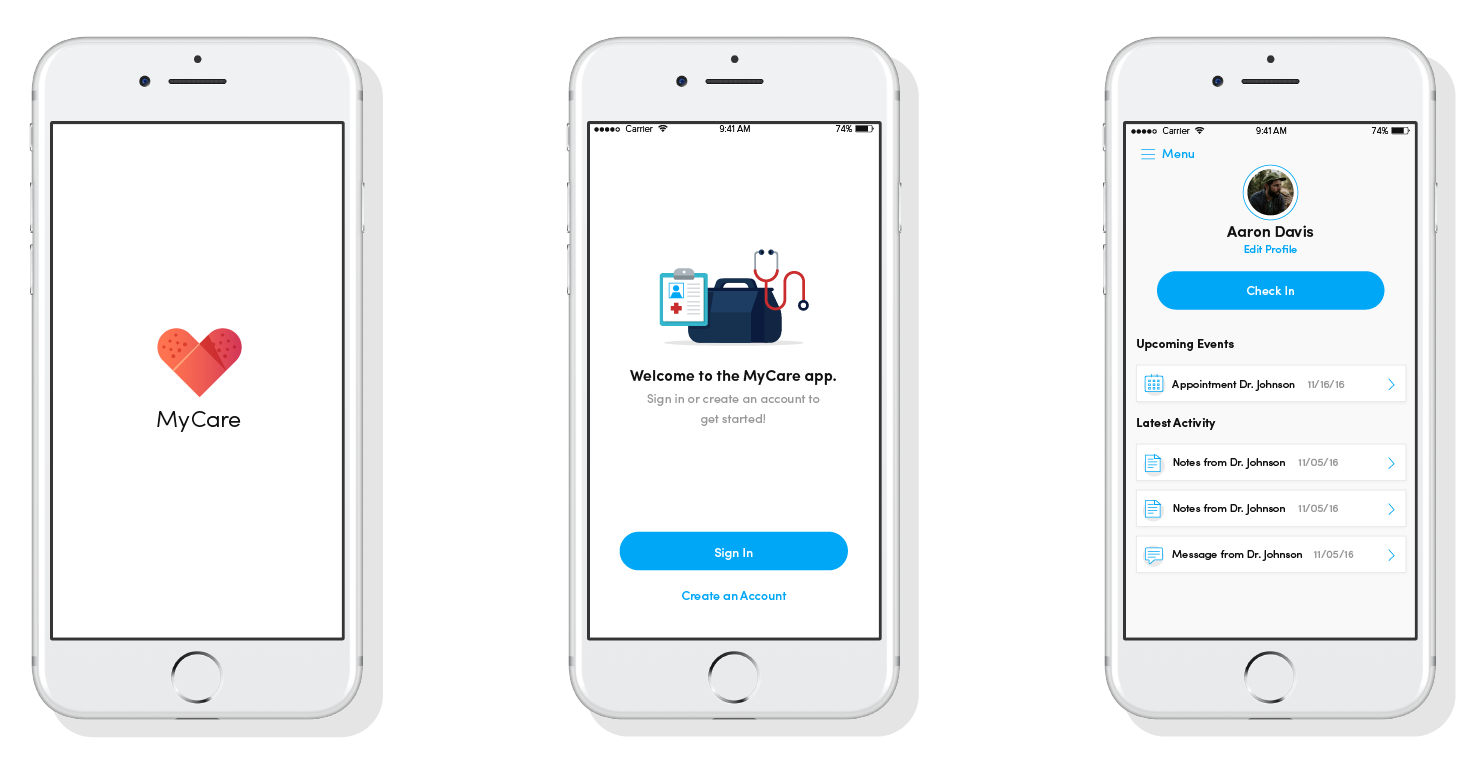 MyCare
Carrier 9:41 AM 74%
Welcome to the MyCare app.
Sign in or create an account to
get started!
Sign In
Create an Account
Carrier 9:41 AM 74%
Menu
Aaron Davis
Edit Profile
Check In
Upcoming Events
Appointment Dr. Johnson 11/16/16
Latest Activity
Notes from Dr. Johnson 11/05/16
Notes from Dr. Johnson 11/05/16
Message from Dr. Johnson 11/05/16